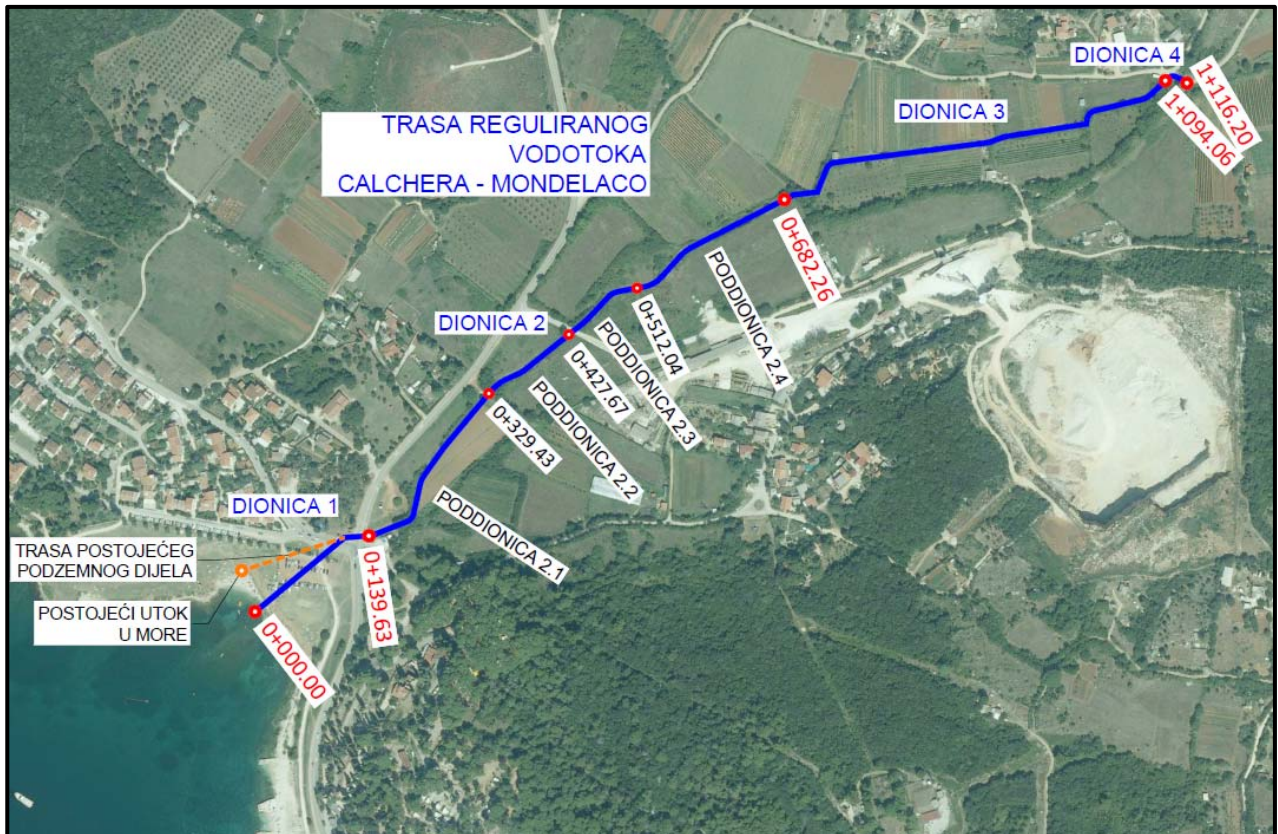 TRASA REGULIRANOG
VODOTOKA
CALCHERA - MONDELACO
DIONICA 4
1+116.20
1+094.06
DIONICA 3
0+682.26
PODDIONICA 2.4
0+512.04
PODDIONICA 2.3
0+427.67
DIONICA 2
PODDIONICA 2.2
0+329.43
PODDIONICA 2.1
DIONICA 1
0+139.63
TRASA POSTOJEĆEG
PODZEMNOG DIJELA
POSTOJEĆI UTOK
U MORE
0+000.00